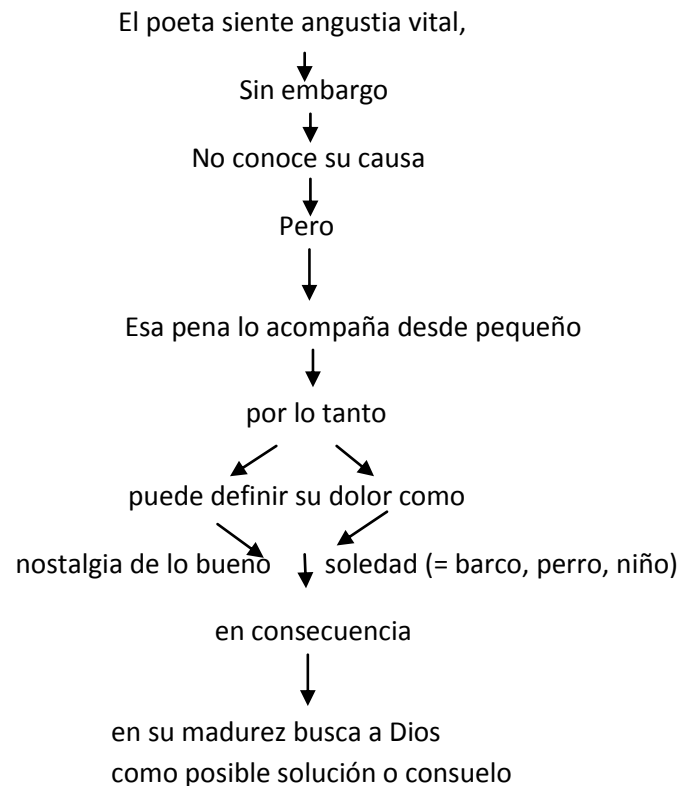 El poeta siente angustia vital,
Sin embargo
No conoce su causa
Pero
Esa pena lo acompaña desde pequeño
por lo tanto
puede definir su dolor como
nostalgia de lo bueno soledad (= barco, perro, niño)
en consecuencia
en su madurez busca a Dios
como posible solución o consuelo